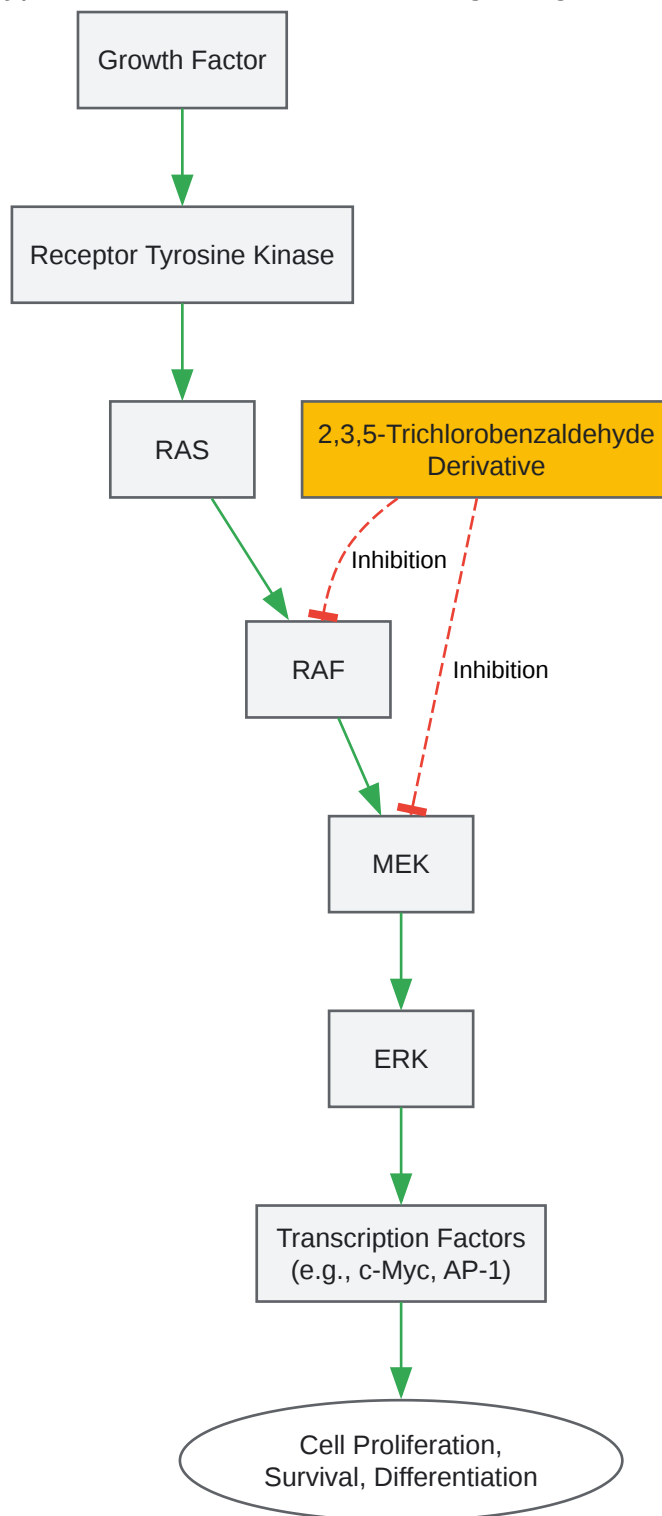 Growth Factor
Receptor Tyrosine Kinase
RAS
2,3,5-Trichlorobenzaldehyde
Derivative
Inhibition
RAF
Inhibition
MEK
ERK
Transcription Factors
(e.g., c-Myc, AP-1)
Cell Proliferation,
Survival, Differentiation